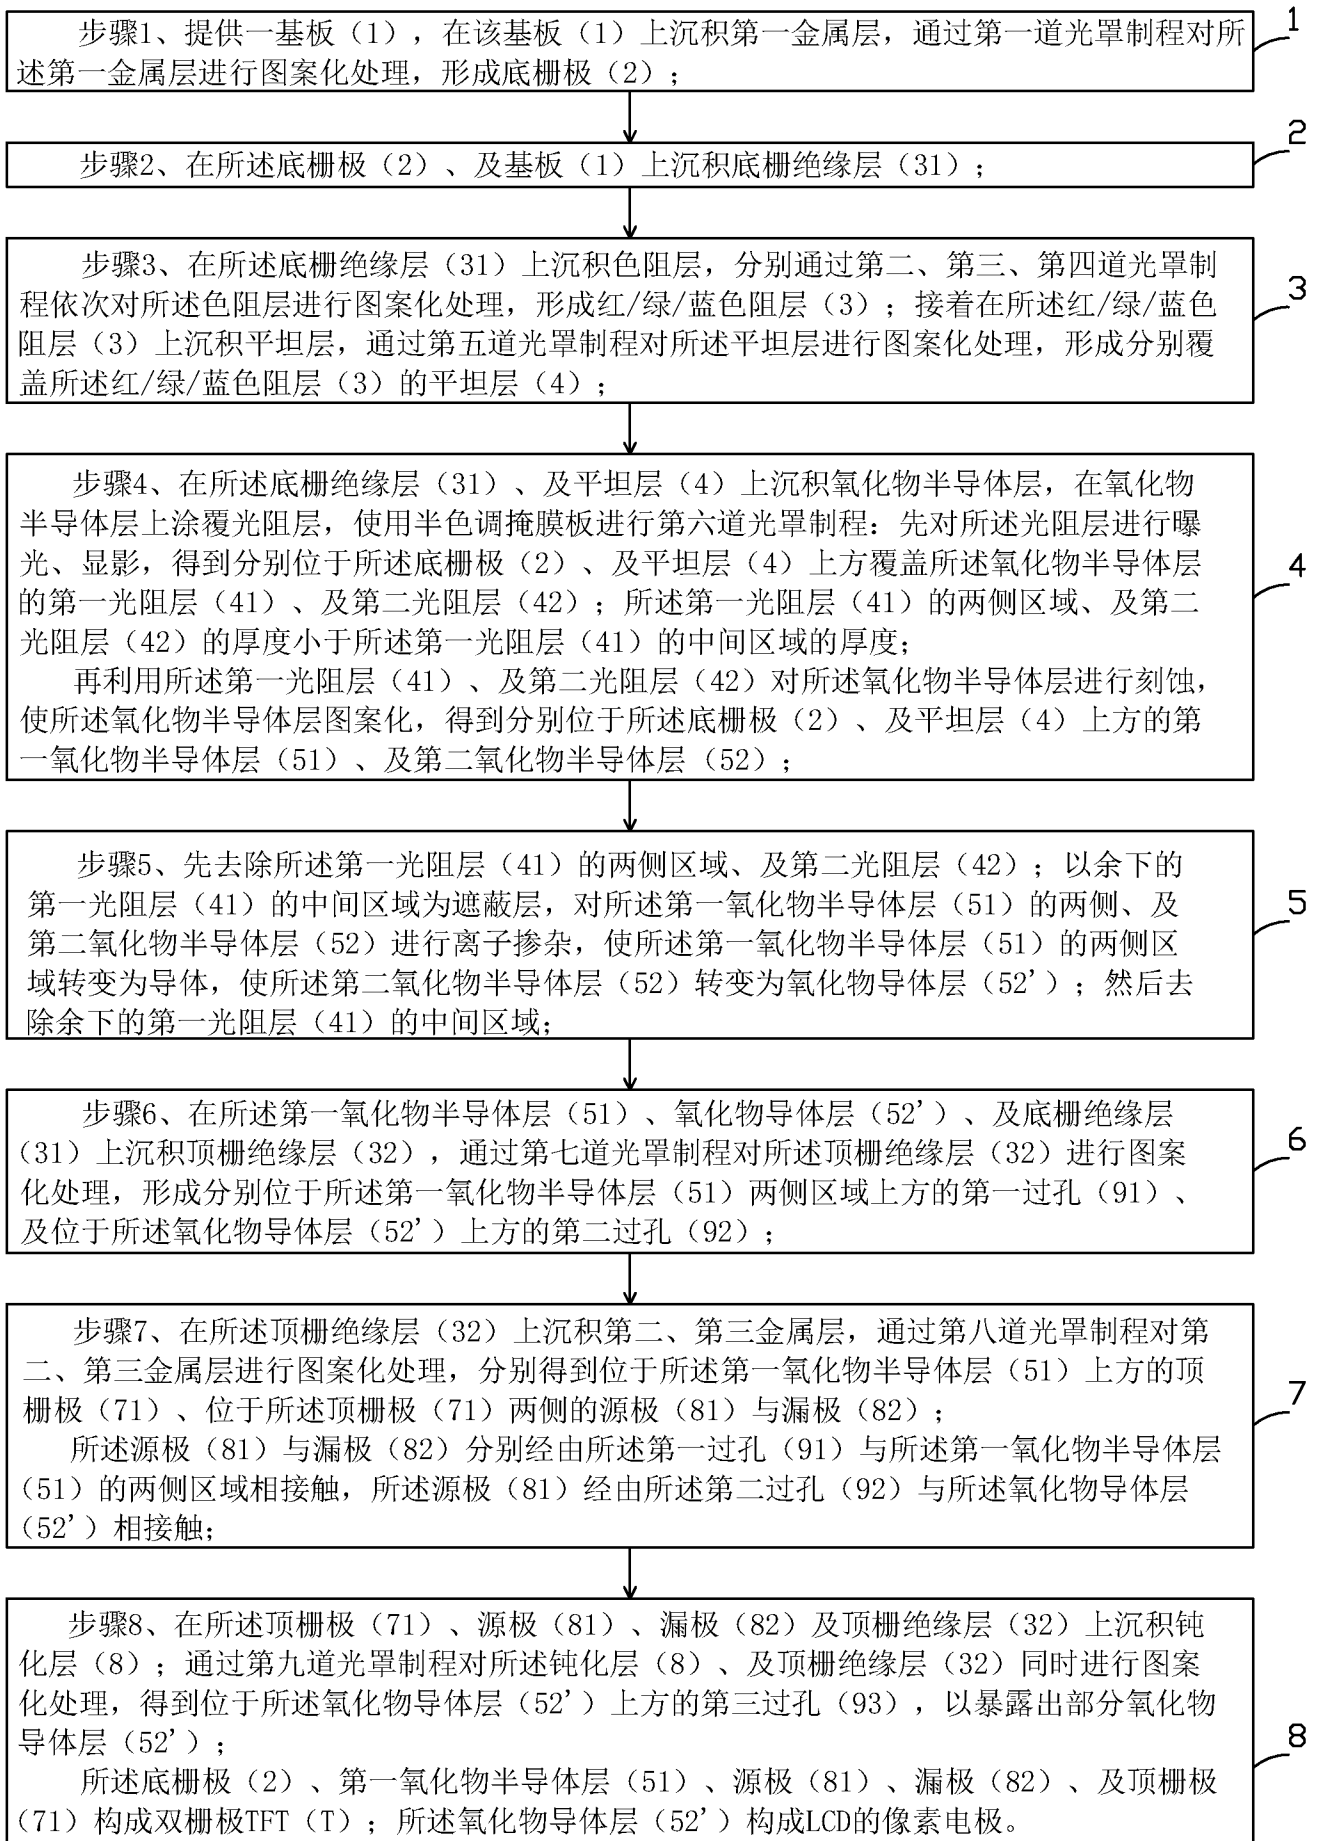 步骤1、提供一基板（1），在该基板（1）上沉积第一金属层，通过第一道光罩制程对所
述第一金属层进行图案化处理，形成底栅极（2）；
1
步骤2、在所述底栅极（2）、及基板（1）上沉积底栅绝缘层（31）；
2
步骤3、在所述底栅绝缘层（31）上沉积色阻层，分别通过第二、第三、第四道光罩制
程依次对所述色阻层进行图案化处理，形成红/绿/蓝色阻层（3）；接着在所述红/绿/蓝色
阻层（3）上沉积平坦层，通过第五道光罩制程对所述平坦层进行图案化处理，形成分别覆
盖所述红/绿/蓝色阻层（3）的平坦层（4）；
3
步骤4、在所述底栅绝缘层（31）、及平坦层（4）上沉积氧化物半导体层，在氧化物
半导体层上涂覆光阻层，使用半色调掩膜板进行第六道光罩制程：先对所述光阻层进行曝
光、显影，得到分别位于所述底栅极（2）、及平坦层（4）上方覆盖所述氧化物半导体层
的第一光阻层（41）、及第二光阻层（42）；所述第一光阻层（41）的两侧区域、及第二
光阻层（42）的厚度小于所述第一光阻层（41）的中间区域的厚度；
再利用所述第一光阻层（41）、及第二光阻层（42）对所述氧化物半导体层进行刻蚀，
使所述氧化物半导体层图案化，得到分别位于所述底栅极（2）、及平坦层（4）上方的第
一氧化物半导体层（51）、及第二氧化物半导体层（52）；
4
步骤5、先去除所述第一光阻层（41）的两侧区域、及第二光阻层（42）；以余下的
第一光阻层（41）的中间区域为遮蔽层，对所述第一氧化物半导体层（51）的两侧、及
第二氧化物半导体层（52）进行离子掺杂，使所述第一氧化物半导体层（51）的两侧区
域转变为导体，使所述第二氧化物半导体层（52）转变为氧化物导体层（52'）；然后去
除余下的第一光阻层（41）的中间区域；
5
步骤6、在所述第一氧化物半导体层（51）、氧化物导体层（52'）、及底栅绝缘层
（31）上沉积顶栅绝缘层（32），通过第七道光罩制程对所述顶栅绝缘层（32）进行图案
化处理，形成分别位于所述第一氧化物半导体层（51）两侧区域上方的第一过孔（91）、
及位于所述氧化物导体层（52'）上方的第二过孔（92）；
6
步骤7、在所述顶栅绝缘层（32）上沉积第二、第三金属层，通过第八道光罩制程对第
二、第三金属层进行图案化处理，分别得到位于所述第一氧化物半导体层（51）上方的顶
栅极（71）、位于所述顶栅极（71）两侧的源极（81）与漏极（82）；
所述源极（81）与漏极（82）分别经由所述第一过孔（91）与所述第一氧化物半导体层
（51）的两侧区域相接触，所述源极（81）经由所述第二过孔（92）与所述氧化物导体层
（52'）相接触；
7
步骤8、在所述顶栅极（71）、源极（81）、漏极（82）及顶栅绝缘层（32）上沉积钝
化层（8）；通过第九道光罩制程对所述钝化层（8）、及顶栅绝缘层（32）同时进行图案
化处理，得到位于所述氧化物导体层（52'）上方的第三过孔（93），以暴露出部分氧化物
导体层（52'）；
所述底栅极（2）、第一氧化物半导体层（51）、源极（81）、漏极（82）、及顶栅极
（71）构成双栅极TFT（T）；所述氧化物导体层（52'）构成LCD的像素电极。
8